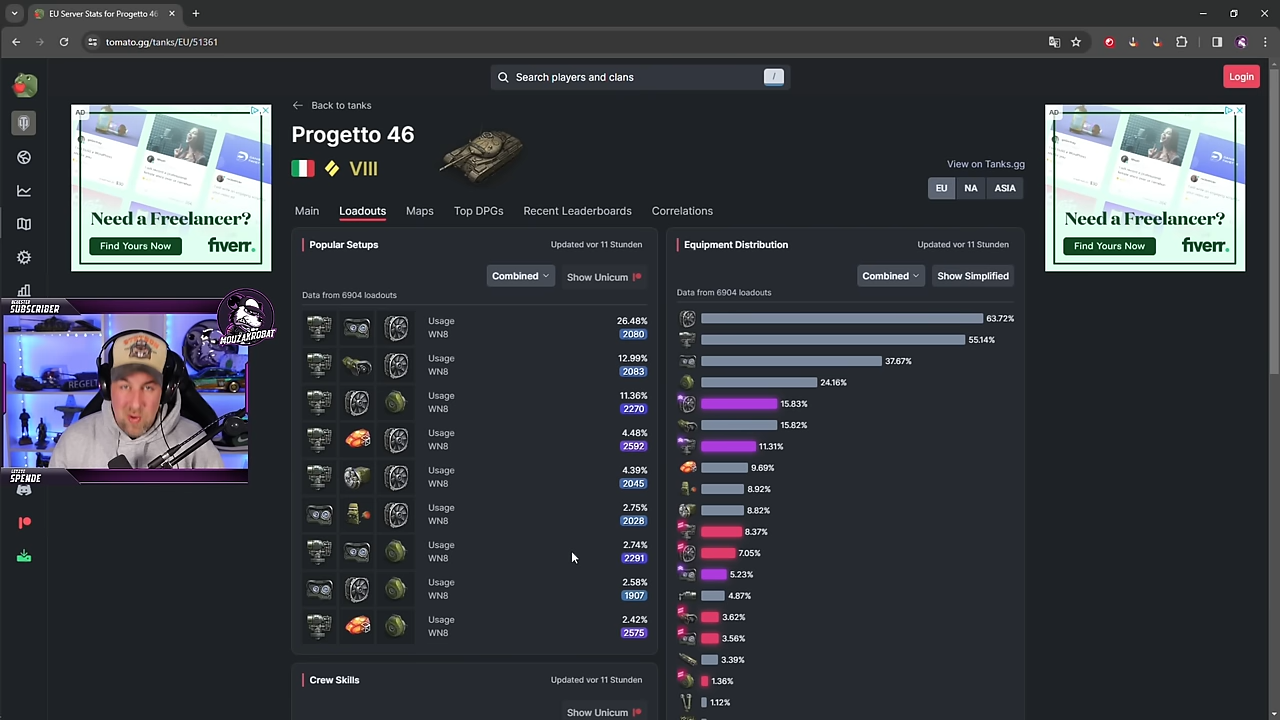 EU Server Stats for Progetto 46
tomato.gg/tanks/EU/51361
Search players and clans
/
Login
Back to tanks
Progetto 46
VIII
View on Tanks.gg
EU
NA
ASIA
Main
Loadouts
Maps
Top DPGs
Recent Leaderboards
Correlations
AD
Need a Freelancer?
Find Yours Now
fiverr.
AD
Need a Freelancer?
Find Yours Now
fiverr.
SUBSCRIBER
MOUZAKROBAT
REGELT
LETZTE
SPENDE
Popular Setups
Updated vor 11 Stunden
Combined
Show Unicum
Data from 6904 loadouts
Usage
26.48%
WN8
2080
Usage
12.99%
WN8
2083
Usage
11.36%
WN8
2270
Usage
4.48%
WN8
2592
Usage
4.39%
WN8
2045
Usage
2.75%
WN8
2028
Usage
2.74%
WN8
2291
Usage
2.58%
WN8
1907
Usage
2.42%
WN8
2575
Crew Skills
Updated vor 11 Stunden
Show Unicum
Equipment Distribution
Updated vor 11 Stunden
Combined
Show Simplified
Data from 6904 loadouts
63.72%
55.14%
37.67%
24.16%
15.83%
15.82%
11.31%
9.69%
8.92%
8.82%
8.37%
7.05%
5.23%
4.87%
3.62%
3.56%
3.39%
1.36%
1.12%